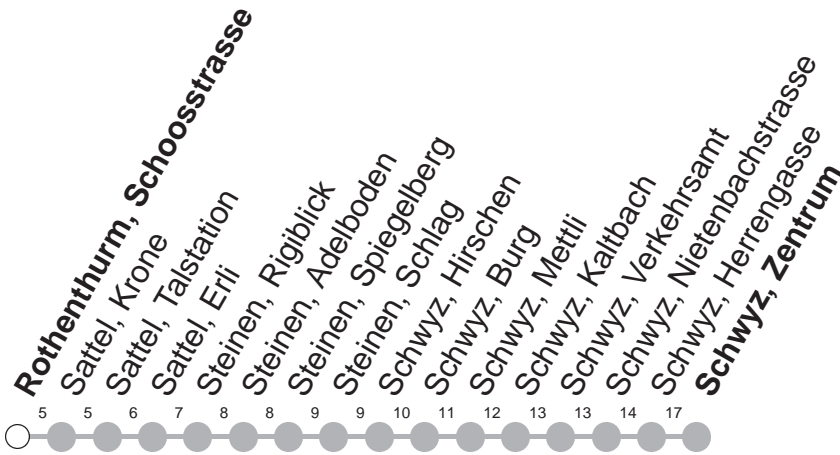 Rothenthurm, Schoosstrasse
Sattel, Krone
Sattel, Talstation
Sattel, Erli
Steinen, Rigiblick
Steinen, Adelboden
Steinen, Spiegelberg
Steinen, Schlag
Schwyz, Hirschen
Schwyz, Burg
Schwyz, Mettli
Schwyz, Kaltbach
Schwyz, Verkehrsamt
Schwyz, Nietenbachstrasse
Schwyz, Herrengasse
Schwyz, Zentrum
5 5 6 7 8 8 9 9 10 11 12 13 13 14 17